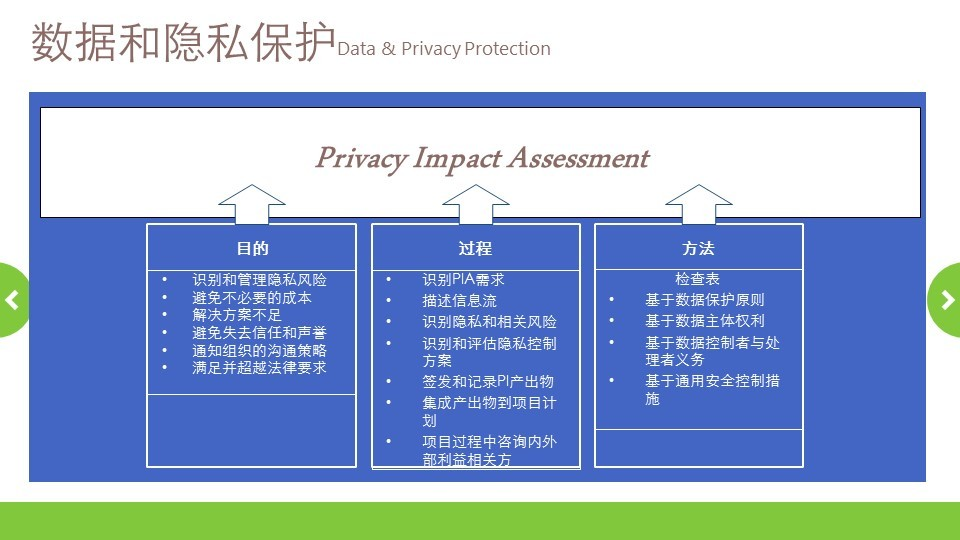 数据和隐私保护Data & Privacy Protection
Privacy Impact Assessment
目的
• 识别和管理隐私风险
• 避免不必要的成本
• 解决方案不足
• 避免失去信任和声誉
• 通知组织的沟通策略
• 满足并超越法律要求
过程
• 识别PIA需求
• 描述信息流
• 识别隐私和相关风险
• 识别和评估隐私控制
方案
• 签发和记录PI产出物
• 集成产出物到项目计
划
• 项目过程中咨询内外
部利益相关方
方法
检查表
• 基于数据保护原则
• 基于数据主体权利
• 基于数据控制者与处
理者义务
• 基于通用安全控制措
施